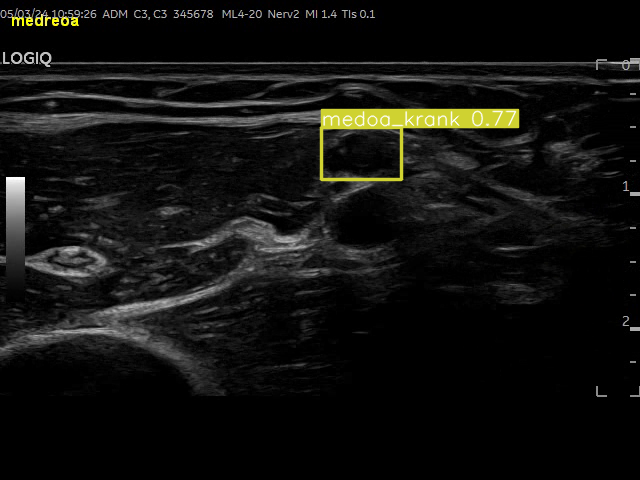 05/03/24 10:59:26 ADM C3, C3 345678 ML4-20 Nerv2 MI 1.4 TIs 0.1
medreoa
LOGIQ
0
medoa_krank 0.77
1
2